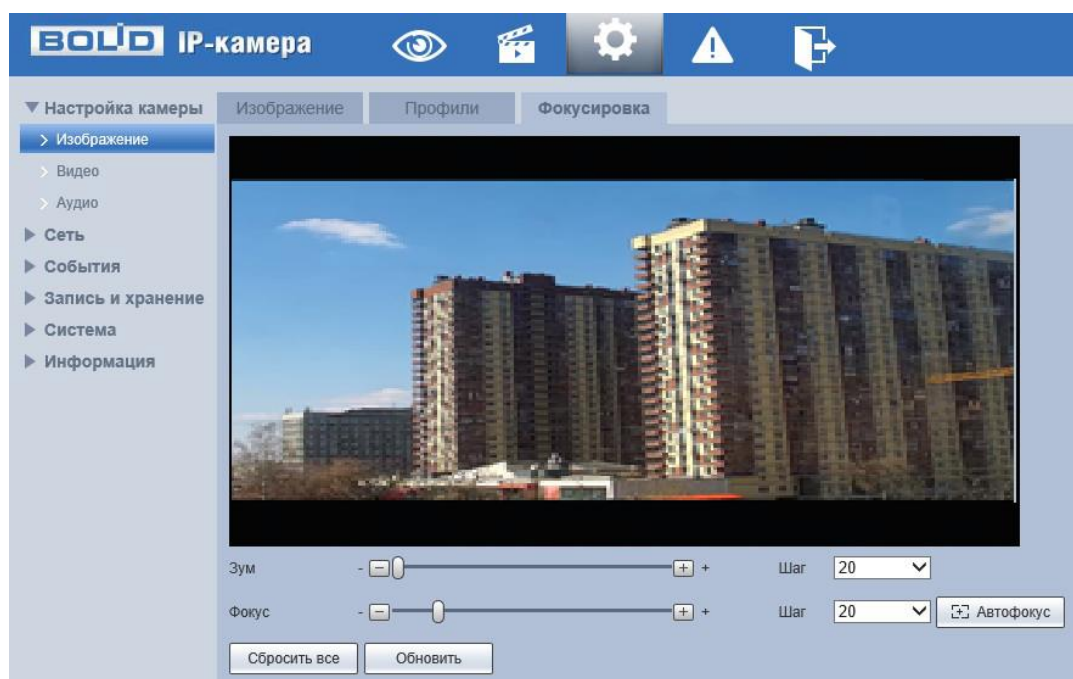 BOLID IP-камера
Настройка камеры
Изображение
Видео
Аудио
Сеть
События
Запись и хранение
Система
Информация
Изображение Профили Фокусировка
Зум - + Шаг 20
Фокус - + Шаг 20 Автофокус
Сбросить все Обновить